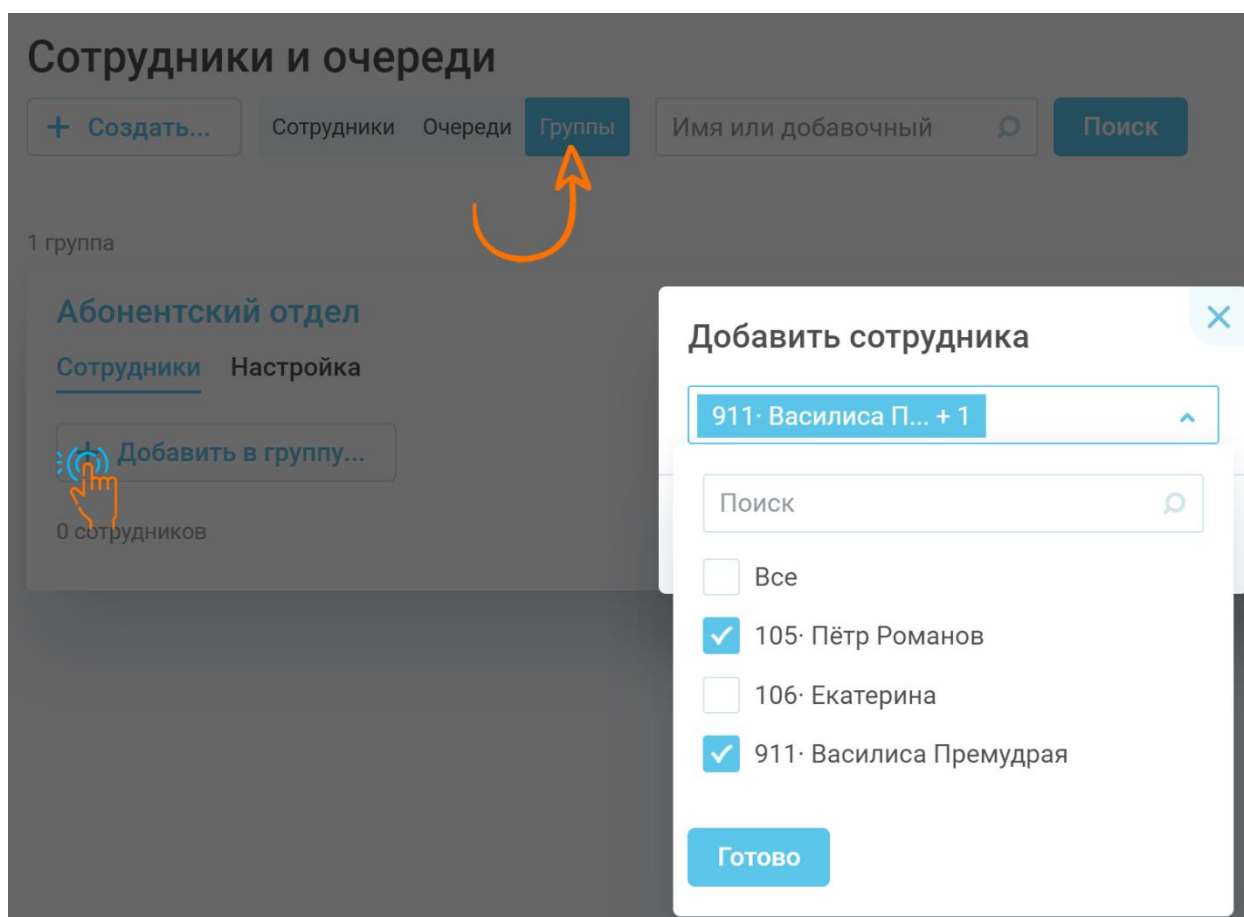 Сотрудники и очереди
+ Создать...
Сотрудники
Очереди
Группы
Имя или добавочный
Поиск
1 группа
Абонентский отдел
Сотрудники
Настройка
+ Добавить в группу...
0 сотрудников
Добавить сотрудника
911· Василиса П... + 1
Поиск
Все
105· Пётр Романов
106· Екатерина
911· Василиса Премудрая
Готово